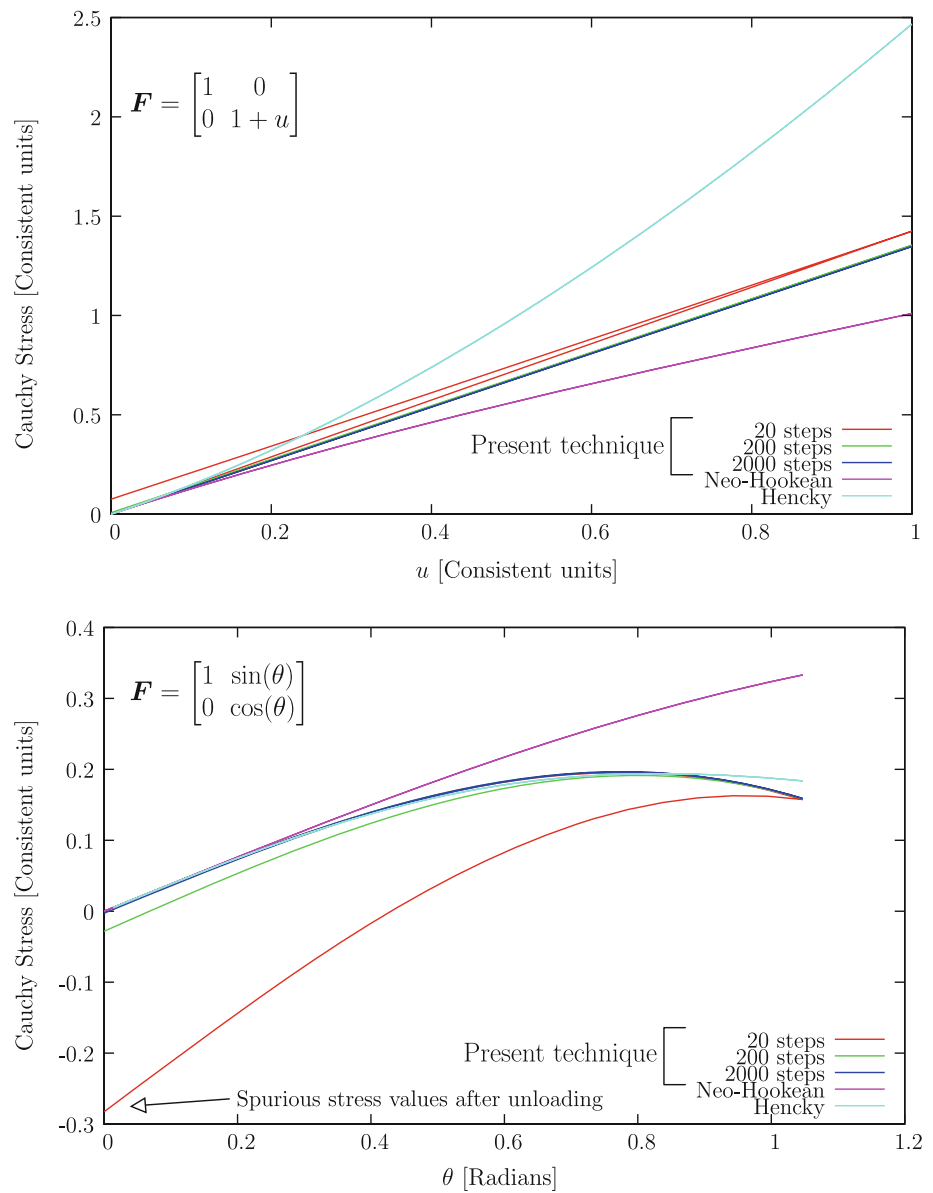 2.5
2
1.5
1
0.5
0
0 0.2 0.4 0.6 0.8 1
Cauchy Stress [Consistent units]
u [Consistent units]
F = [1 0
0 1 + u]
Present technique
20 steps
200 steps
2000 steps
Neo-Hookean
Hencky
0.4
0.3
0.2
0.1
0
-0.1
-0.2
-0.3
0 0.2 0.4 0.6 0.8 1 1.2
Cauchy Stress [Consistent units]
θ [Radians]
F = [1 sin(θ)
0 cos(θ)]
Present technique
20 steps
200 steps
2000 steps
Neo-Hookean
Hencky
Spurious stress values after unloading